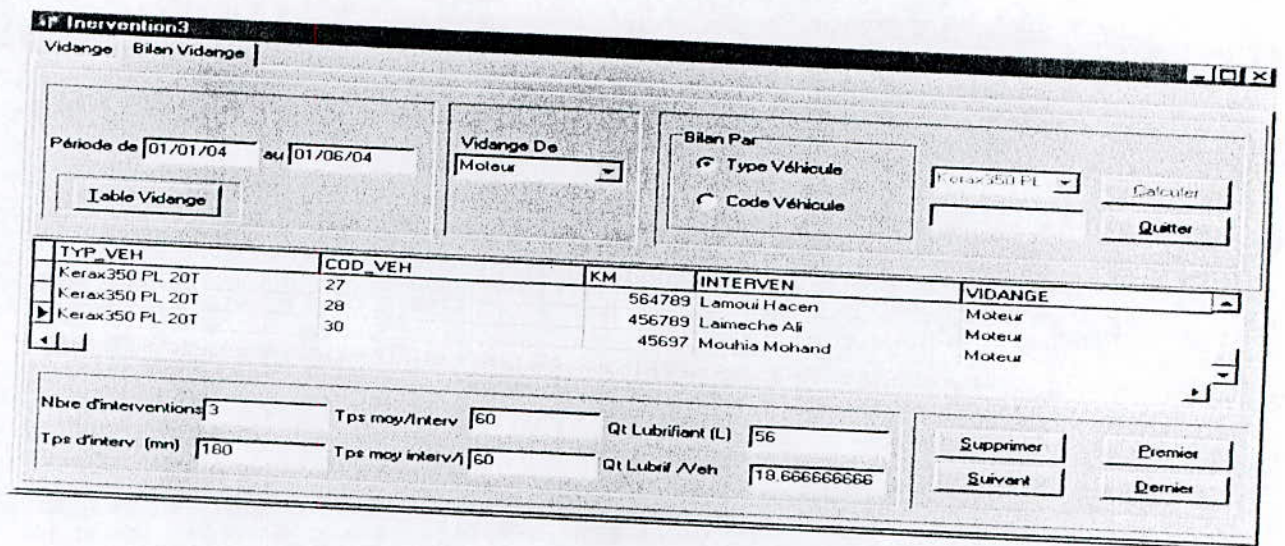 Inervention3
Vidange Bilan Vidange
Période de 01/01/04 au 01/06/04
Table Vidange
Vidange De
Moteur
Bilan Par
Type Véhicule
Code Véhicule
Kerax350 PL
Calculer
Quitter
TYP_VEH COD_VEH KM INTERVEN VIDANGE
Kerax350 PL 20T 27 564789 Lamoui Hacen Moteur
Kerax350 PL 20T 28 456789 Laimeche Ali Moteur
Kerax350 PL 20T 30 45697 Mouhia Mohand Moteur
Nbre d'interventions 3 Tps moy/Interv 60 Qt Lubrifiant (L) 56
Tps d'interv (mn) 180 Tps moy interv/j 60 Qt Lubrif /Veh 18.666666666
Supprimer Premier
Suivant Dernier